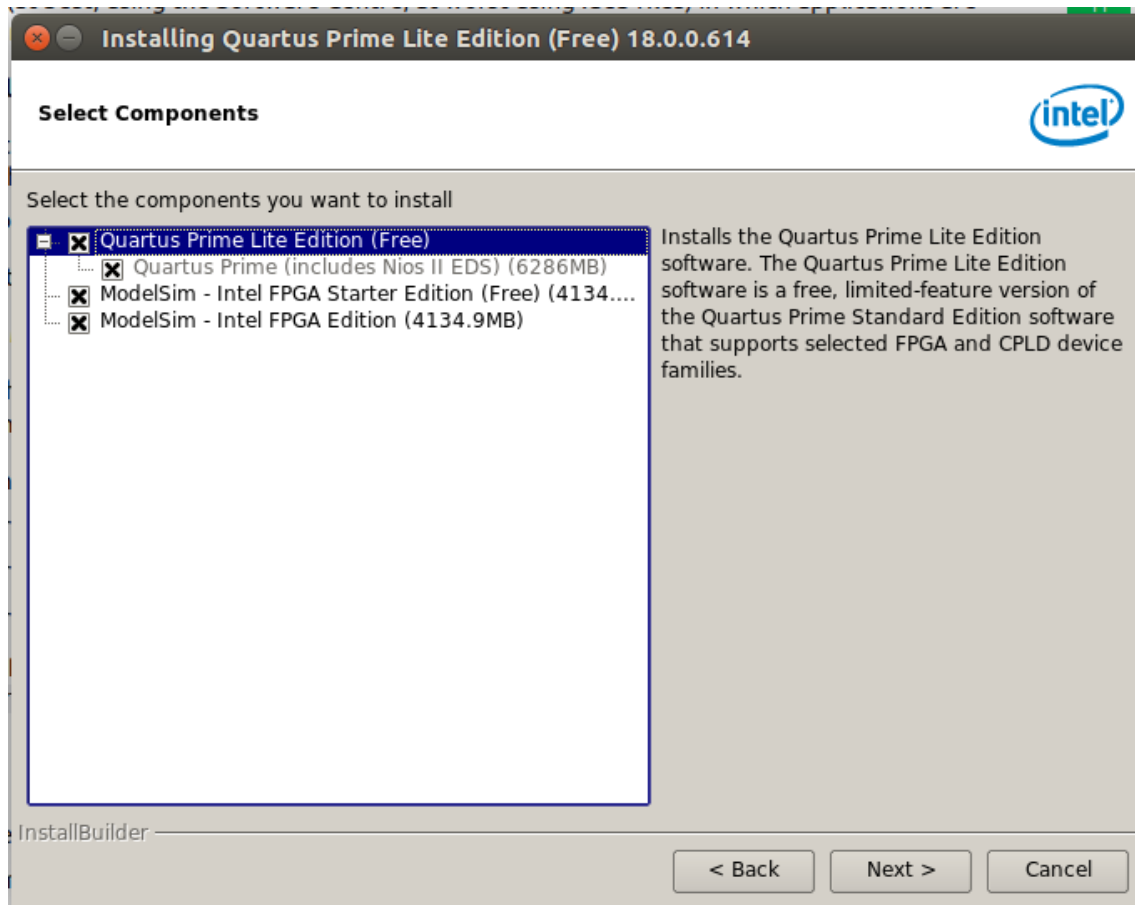 Installing Quartus Prime Lite Edition (Free) 18.0.0.614
Select Components
intel
Select the components you want to install
Quartus Prime Lite Edition (Free)
Quartus Prime (includes Nios II EDS) (6286MB)
ModelSim - Intel FPGA Starter Edition (Free) (4134....
ModelSim - Intel FPGA Edition (4134.9MB)
Installs the Quartus Prime Lite Edition
software. The Quartus Prime Lite Edition
software is a free, limited-feature version of
the Quartus Prime Standard Edition software
that supports selected FPGA and CPLD device
families.
InstallBuilder
< Back
Next >
Cancel